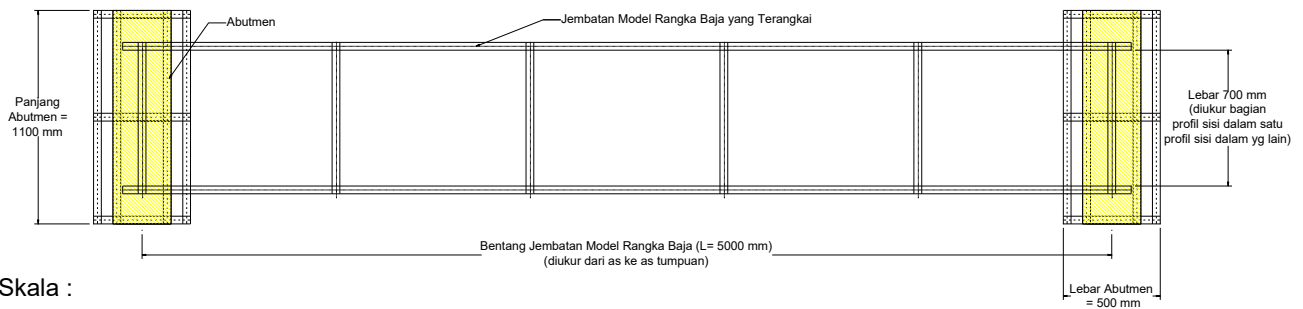 Abutmen
Jembatan Model Rangka Baja yang Terangkai
Panjang
Abutmen =
1100 mm
Lebar 700 mm
(diukur bagian
profil sisi dalam satu
profil sisi dalam yg lain)
Bentang Jembatan Model Rangka Baja (L= 5000 mm)
(diukur dari as ke as tumpuan)
Skala :
Lebar Abutmen
= 500 mm